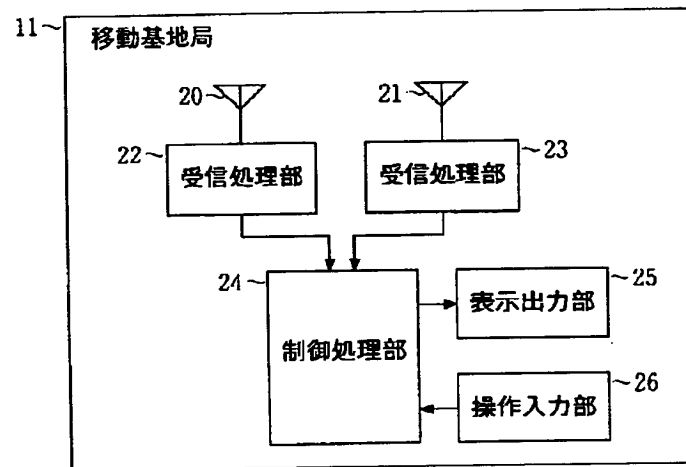 11
移動基地局
20
21
22
受信処理部
受信処理部
23
24
制御処理部
表示出力部
25
操作入力部
26